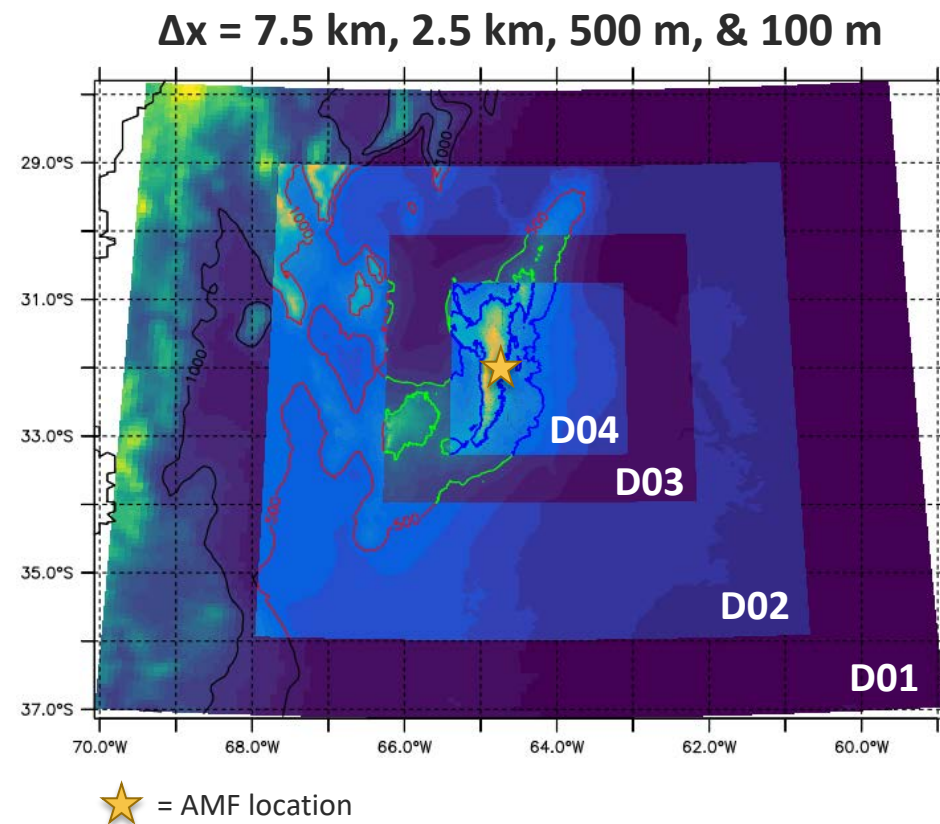 Δx = 7.5 km, 2.5 km, 500 m, & 100 m
29.0°S
31.0°S
33.0°S
35.0°S
37.0°S
70.0°W
68.0°W
66.0°W
64.0°W
62.0°W
60.0°W
1000
1000
0
500
1000
500
500
D04
D03
D02
D01
= AMF location